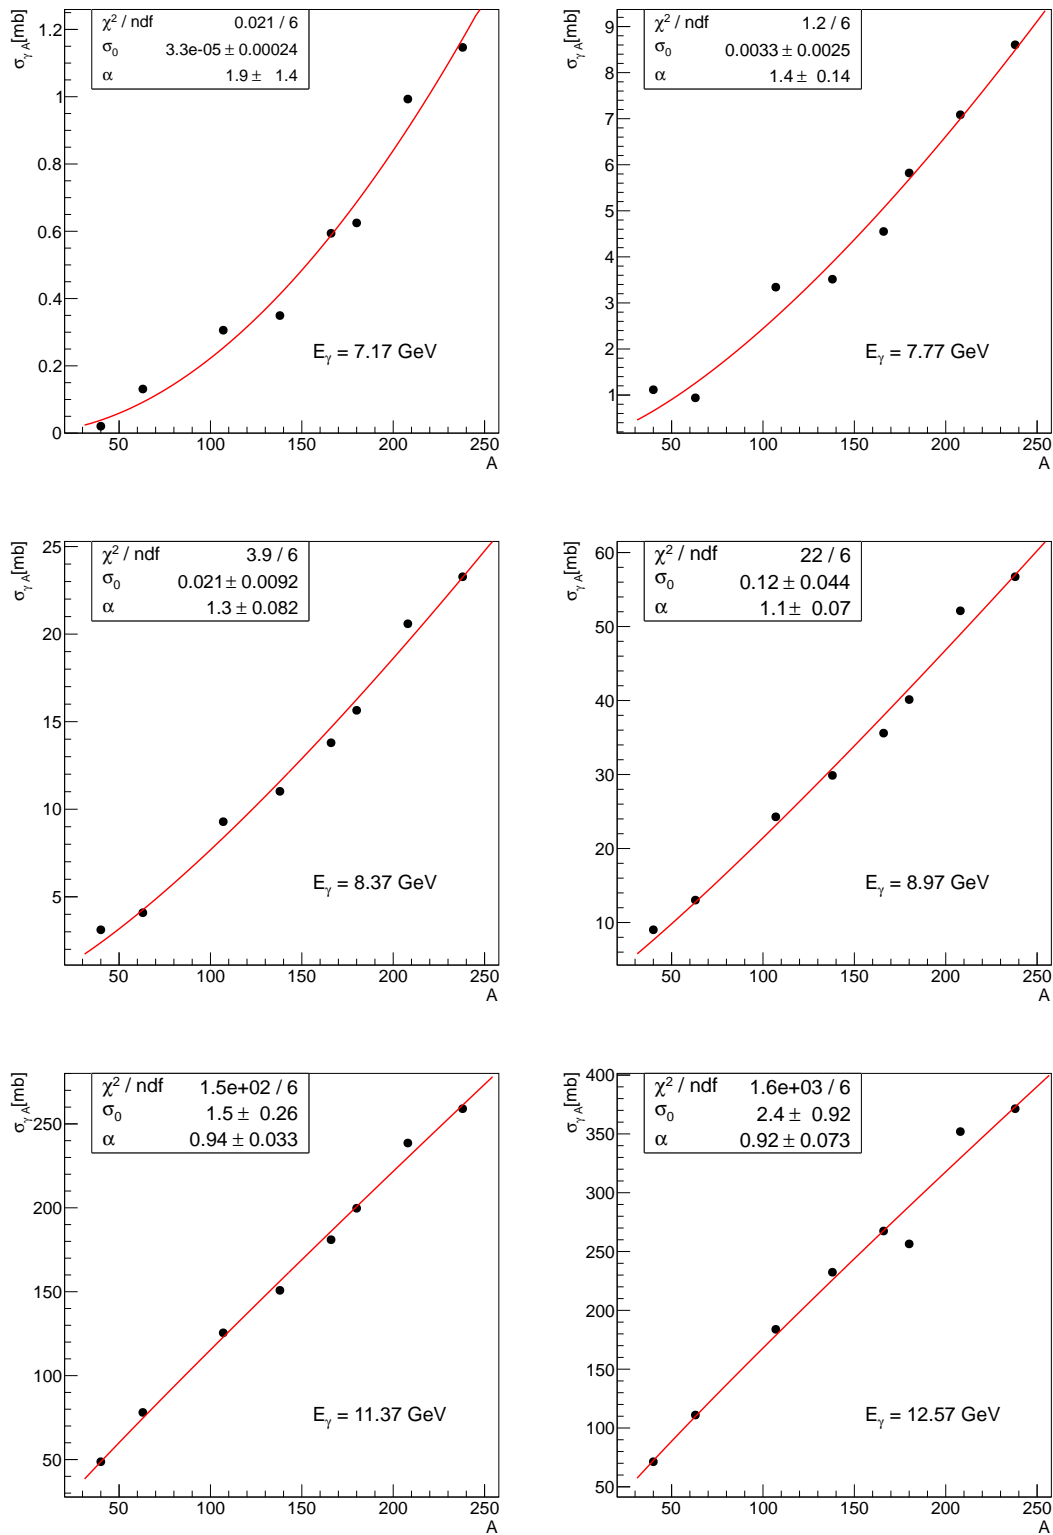 σγ A[mb]
χ2 / ndf 0.021 / 6
σ0 3.3e-05 ± 0.00024
α 1.9 ± 1.4
1.2
1
0.8
0.6
0.4
0.2
0
Eγ = 7.17 GeV
50 100 150 200 250
A
σγ A[mb]
χ2 / ndf 1.2 / 6
σ0 0.0033 ± 0.0025
α 1.4 ± 0.14
9
8
7
6
5
4
3
2
1
Eγ = 7.77 GeV
50 100 150 200 250
A
σγ A[mb]
χ2 / ndf 3.9 / 6
σ0 0.021 ± 0.0092
α 1.3 ± 0.082
25
20
15
10
5
Eγ = 8.37 GeV
50 100 150 200 250
A
σγ A[mb]
χ2 / ndf 22 / 6
σ0 0.12 ± 0.044
α 1.1 ± 0.07
60
50
40
30
20
10
Eγ = 8.97 GeV
50 100 150 200 250
A
σγ A[mb]
χ2 / ndf 1.5e+02 / 6
σ0 1.5 ± 0.26
α 0.94 ± 0.033
250
200
150
100
50
Eγ = 11.37 GeV
50 100 150 200 250
A
σγ A[mb]
χ2 / ndf 1.6e+03 / 6
σ0 2.4 ± 0.92
α 0.92 ± 0.073
400
350
300
250
200
150
100
50
Eγ = 12.57 GeV
50 100 150 200 250
A